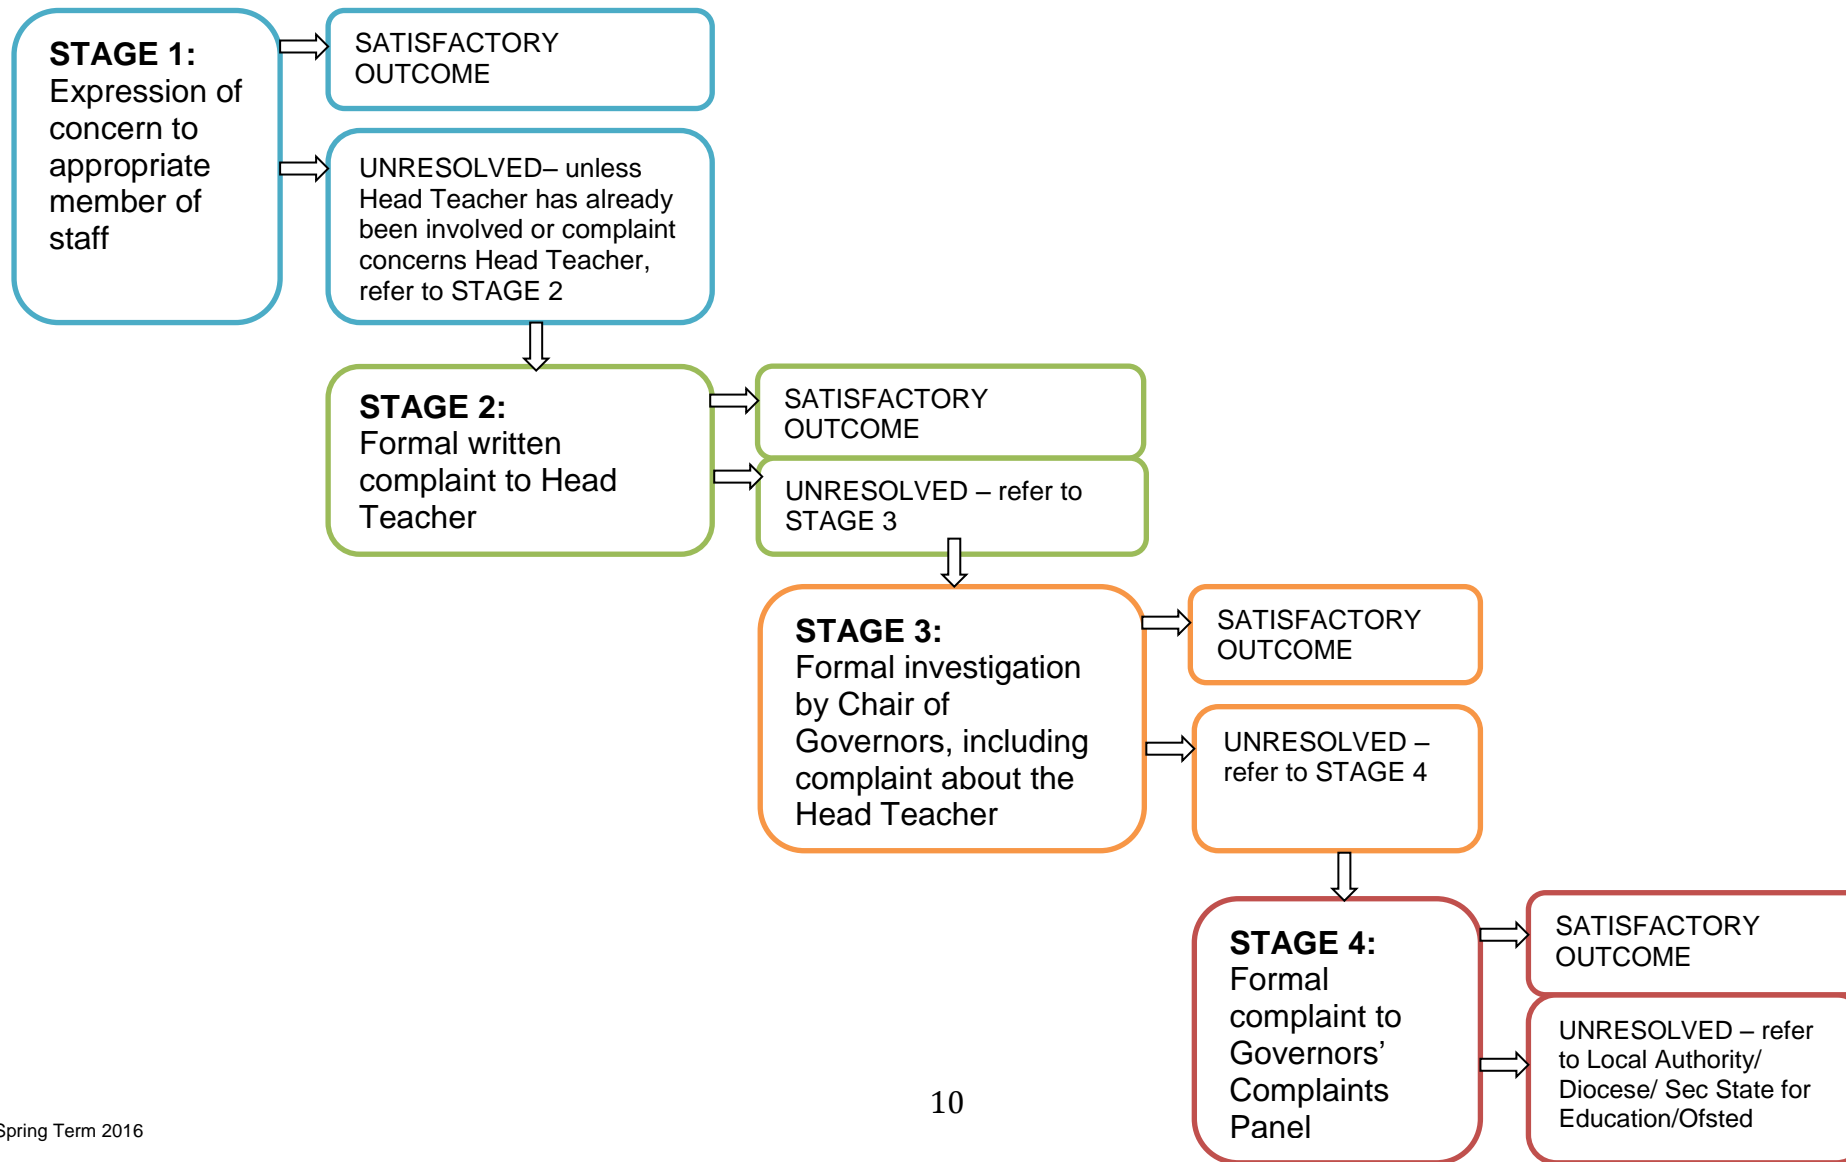 STAGE 1:
Expression of
concern to
appropriate
member of
staff
SATISFACTORY
OUTCOME
UNRESOLVED– unless
Head Teacher has already
been involved or complaint
concerns Head Teacher,
refer to STAGE 2
STAGE 2:
Formal written
complaint to Head
Teacher
SATISFACTORY
OUTCOME
UNRESOLVED – refer to
STAGE 3
STAGE 3:
Formal investigation
by Chair of
Governors, including
complaint about the
Head Teacher
SATISFACTORY
OUTCOME
UNRESOLVED –
refer to STAGE 4
STAGE 4:
Formal
complaint to
Governors’
Complaints
Panel
SATISFACTORY
OUTCOME
UNRESOLVED – refer
to Local Authority/
Diocese/ Sec State for
Education/Ofsted
10
Spring Term 2016